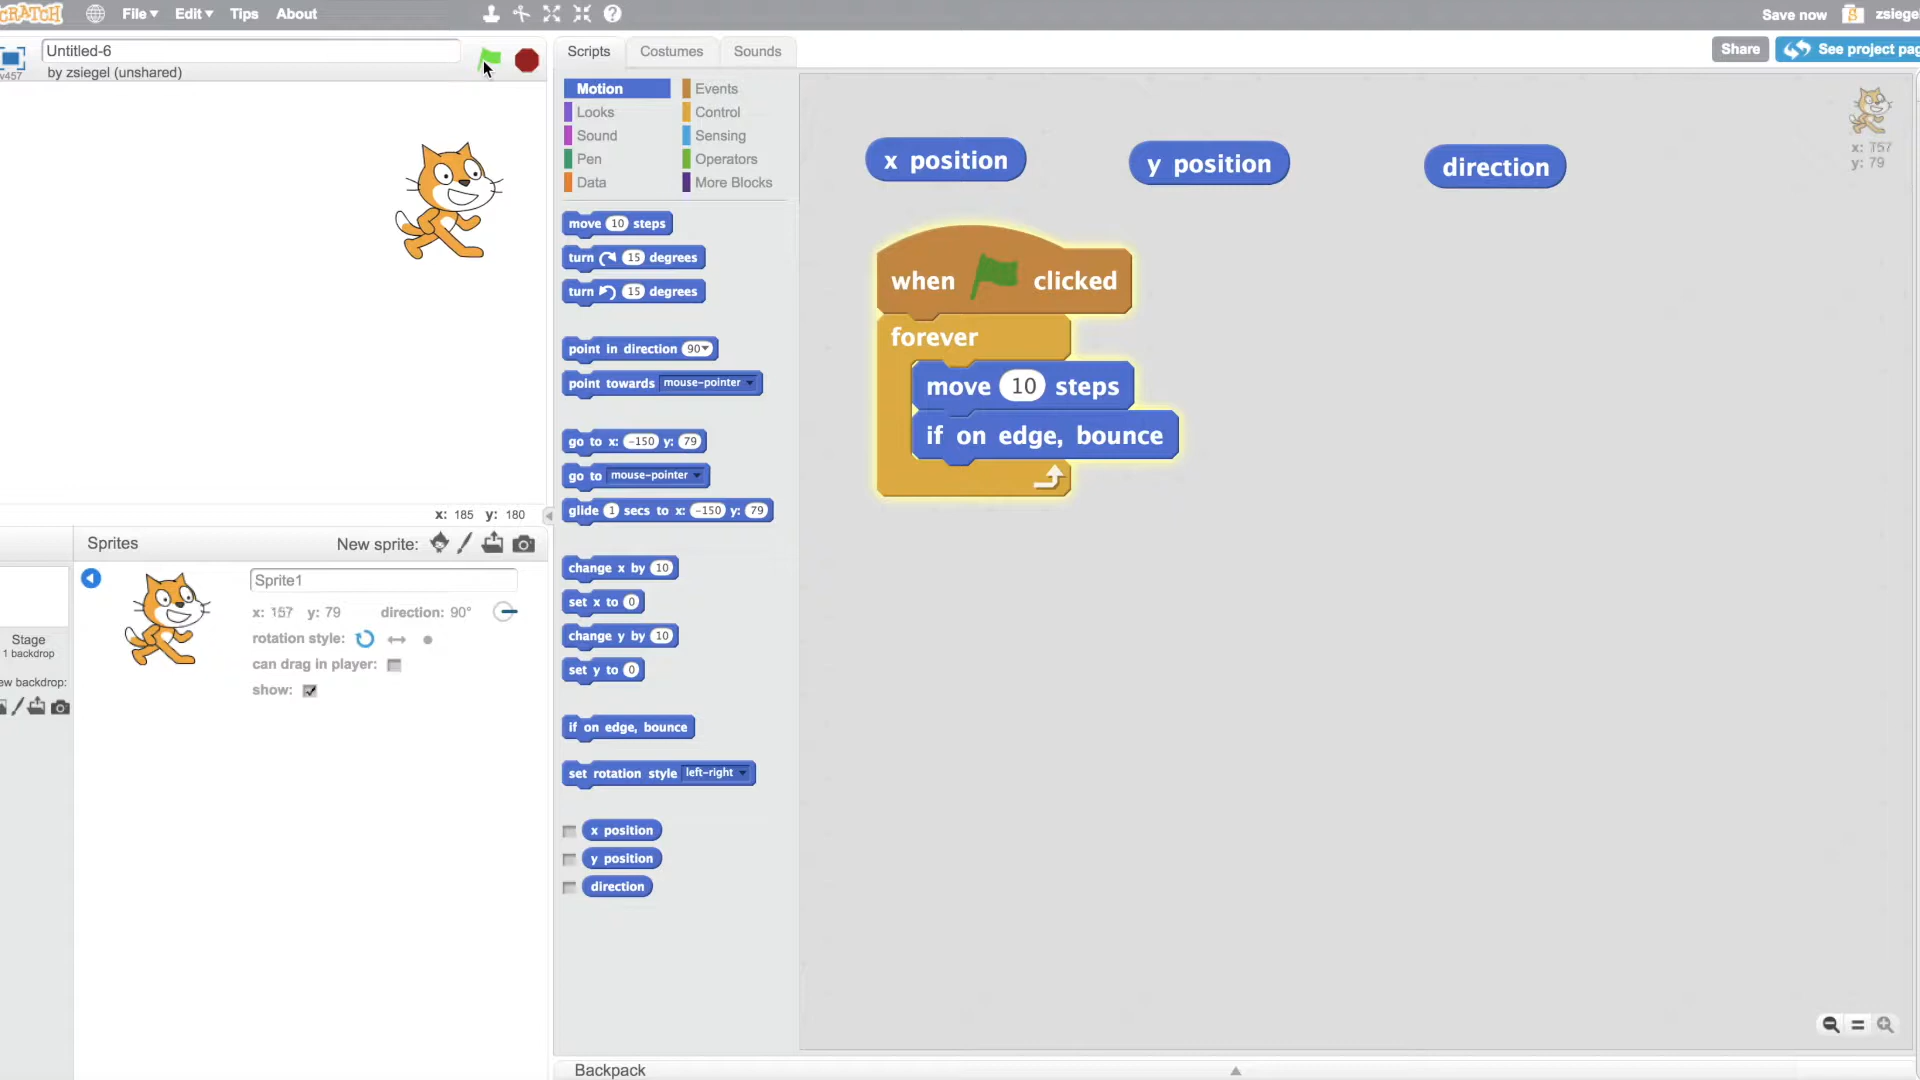 SCRATCH File Edit Tips About Save now zsiegel
Untitled-6
by zsiegel (unshared)
v457
Scripts Costumes Sounds
Share See project pag
Motion Events
Looks Control
Sound Sensing
Pen Operators
Data More Blocks
move 10 steps
turn 15 degrees
turn 15 degrees
point in direction 90
point towards mouse-pointer
go to x: -150 y: 79
go to mouse-pointer
glide 1 secs to x: -150 y: 79
change x by 10
set x to 0
change y by 10
set y to 0
if on edge, bounce
set rotation style left-right
x position
y position
direction
x position y position direction
x: 157
y: 79
when clicked
forever
move 10 steps
if on edge, bounce
x: 185 y: 180
Sprites New sprite:
Sprite1
x: 157 y: 79 direction: 90°
rotation style:
can drag in player:
show:
Stage
1 backdrop
ew backdrop:
Backpack